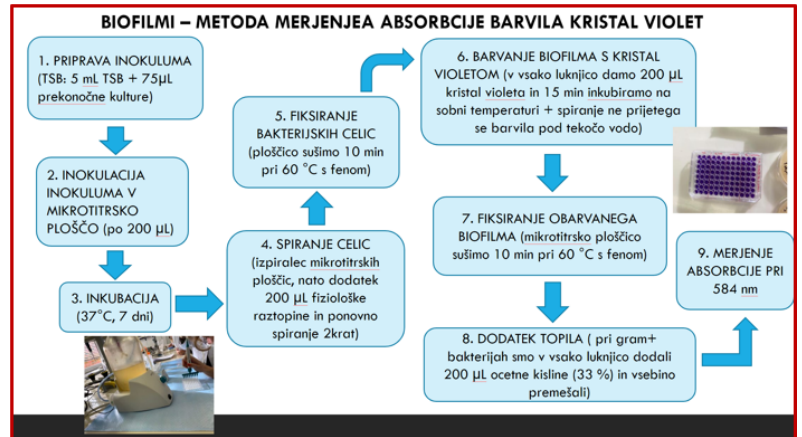 BIOFILMI – METODA MERJENJEA ABSORBCIJE BARVILA KRISTAL VIOLET
1. PRIPRAVA INOKULUMA
(TSB: 5 mL TSB + 75µL
prekonočne kulture)
2. INOKULACIJA
INOKULUMA V
MIKROTITRSKO
PLOŠČO (po 200 µL)
3. INKUBACIJA
(37°C, 7 dni)
4. SPIRANJE CELIC
(izpiralec mikrotitrskih
ploščic, nato dodatek
200 µL fiziološke
raztopine in ponovno
spiranje 2krat)
5. FIKSIRANJE
BAKTERIJSKIH CELIC
(ploščico sušimo 10 min
pri 60 °C s fenom)
6. BARVANJE BIOFILMA S KRISTAL
VIOLETOM (v vsako luknjico damo 200 µL
kristal violeta in 15 min inkubiramo na
sobni temperaturi + spiranje ne prijetega
se barvila pod tekočo vodo)
7. FIKSIRANJE OBARVANEGA
BIOFILMA (mikrotitrsko ploščico
sušimo 10 min pri 60 °C s fenom)
8. DODATEK TOPILA ( pri gram+
bakterijah smo v vsako luknjico dodali
200 µL ocetne kisline (33 %) in vsebino
premešali)
9. MERJENJE
ABSORBCIJE PRI
584 nm